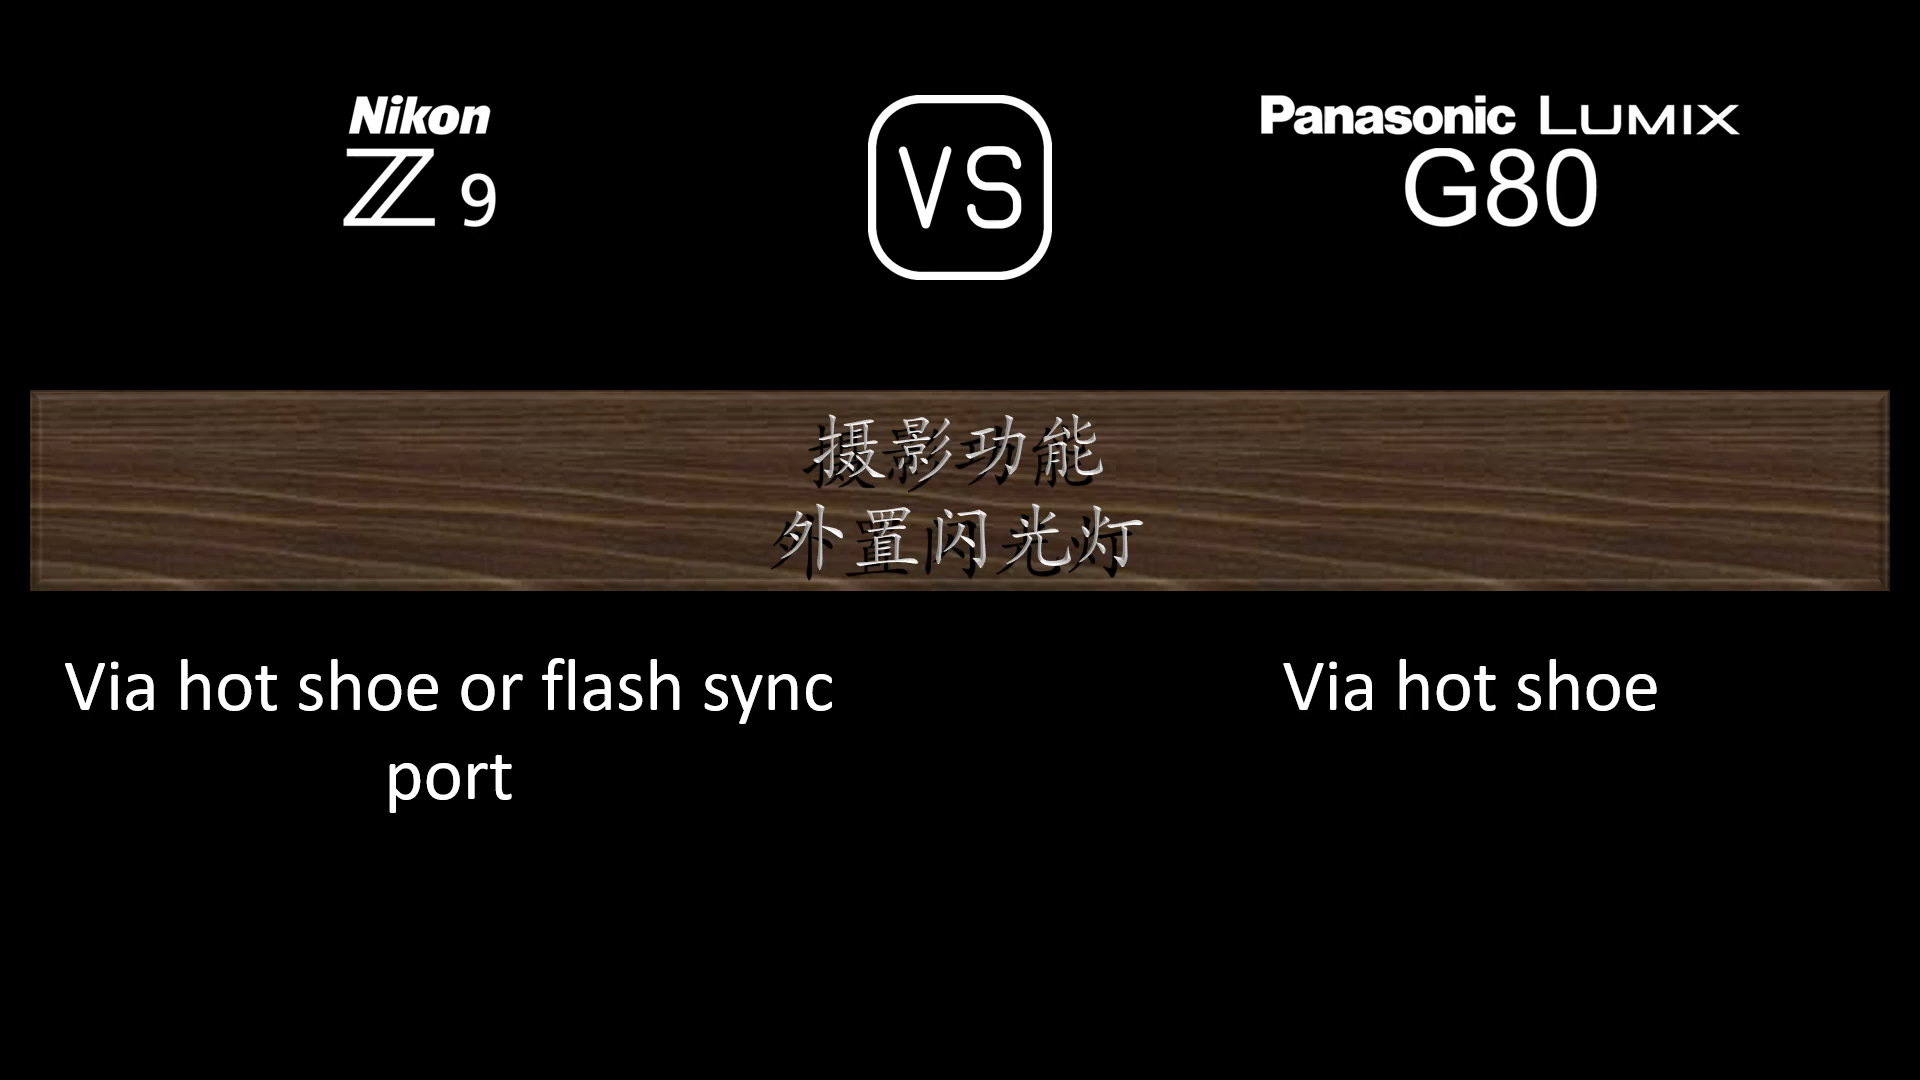 Nikon
Z 9
VS
Panasonic LUMIX
G80
摄影功能
外置闪光灯
Via hot shoe or flash sync
port
Via hot shoe